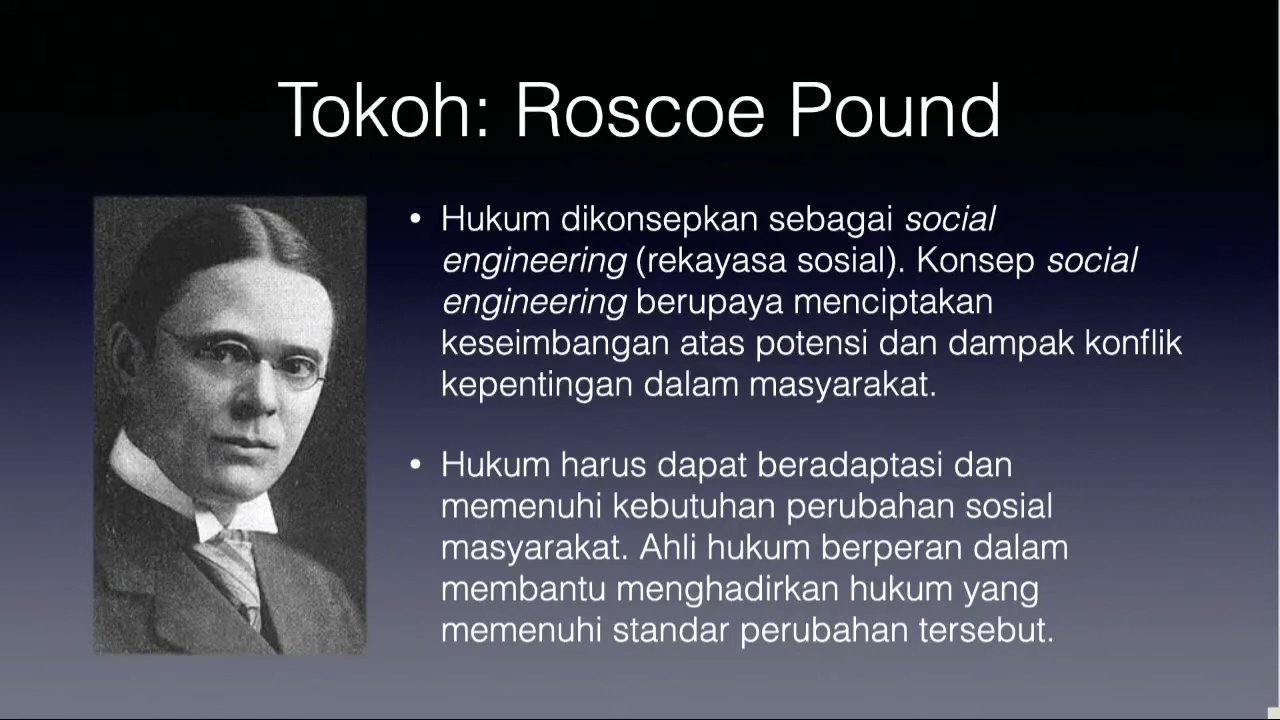 Tokoh: Roscoe Pound
• Hukum dikonsepkan sebagai social
engineering (rekayasa sosial). Konsep social
engineering berupaya menciptakan
keseimbangan atas potensi dan dampak konflik
kepentingan dalam masyarakat.
• Hukum harus dapat beradaptasi dan
memenuhi kebutuhan perubahan sosial
masyarakat. Ahli hukum berperan dalam
membantu menghadirkan hukum yang
memenuhi standar perubahan tersebut.